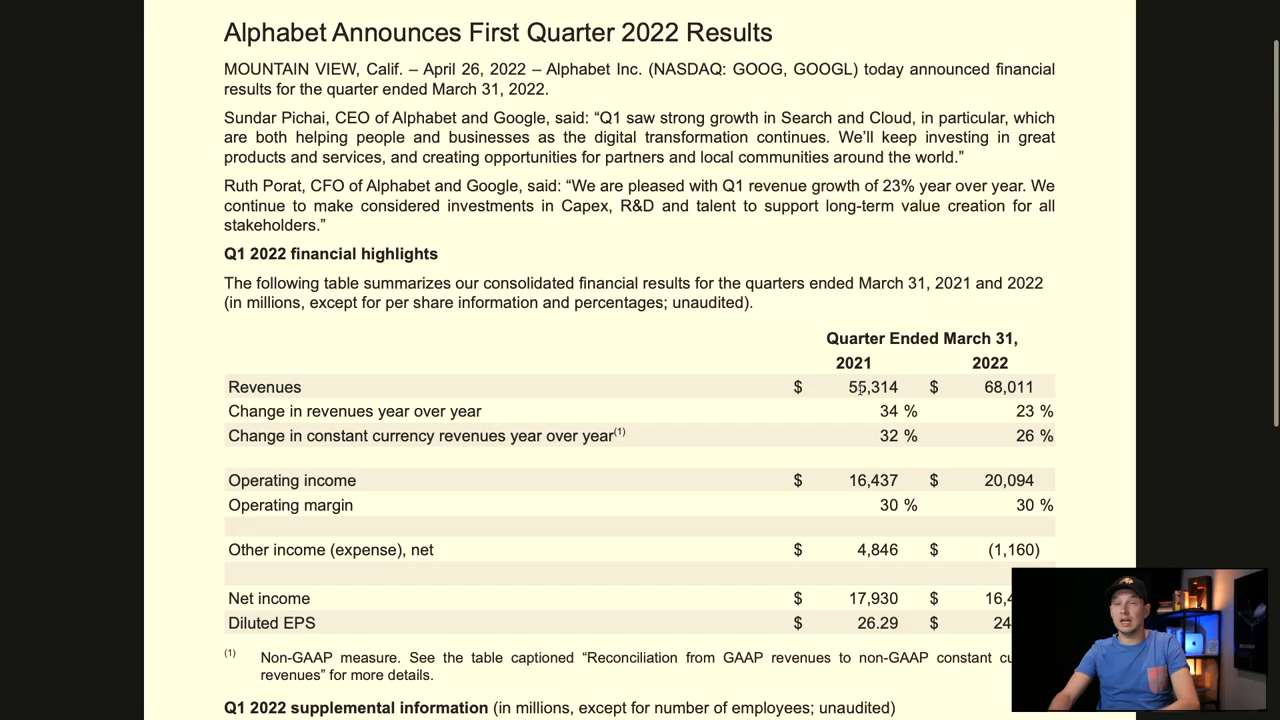 Alphabet Announces First Quarter 2022 Results
MOUNTAIN VIEW, Calif. – April 26, 2022 – Alphabet Inc. (NASDAQ: GOOG, GOOGL) today announced financial
results for the quarter ended March 31, 2022.
Sundar Pichai, CEO of Alphabet and Google, said: “Q1 saw strong growth in Search and Cloud, in particular, which
are both helping people and businesses as the digital transformation continues. We’ll keep investing in great
products and services, and creating opportunities for partners and local communities around the world.”
Ruth Porat, CFO of Alphabet and Google, said: “We are pleased with Q1 revenue growth of 23% year over year. We
continue to make considered investments in Capex, R&D and talent to support long-term value creation for all
stakeholders.”
Q1 2022 financial highlights
The following table summarizes our consolidated financial results for the quarters ended March 31, 2021 and 2022
(in millions, except for per share information and percentages; unaudited).
Quarter Ended March 31,
2021 2022
Revenues $ 55,314 $ 68,011
Change in revenues year over year 34 % 23 %
Change in constant currency revenues year over year(1) 32 % 26 %
Operating income $ 16,437 $ 20,094
Operating margin 30 % 30 %
Other income (expense), net $ 4,846 $ (1,160)
Net income $ 17,930 $ 16,
Diluted EPS $ 26.29 $ 24
(1) Non-GAAP measure. See the table captioned “Reconciliation from GAAP revenues to non-GAAP constant
revenues” for more details.
Q1 2022 supplemental information (in millions, except for number of employees; unaudited)